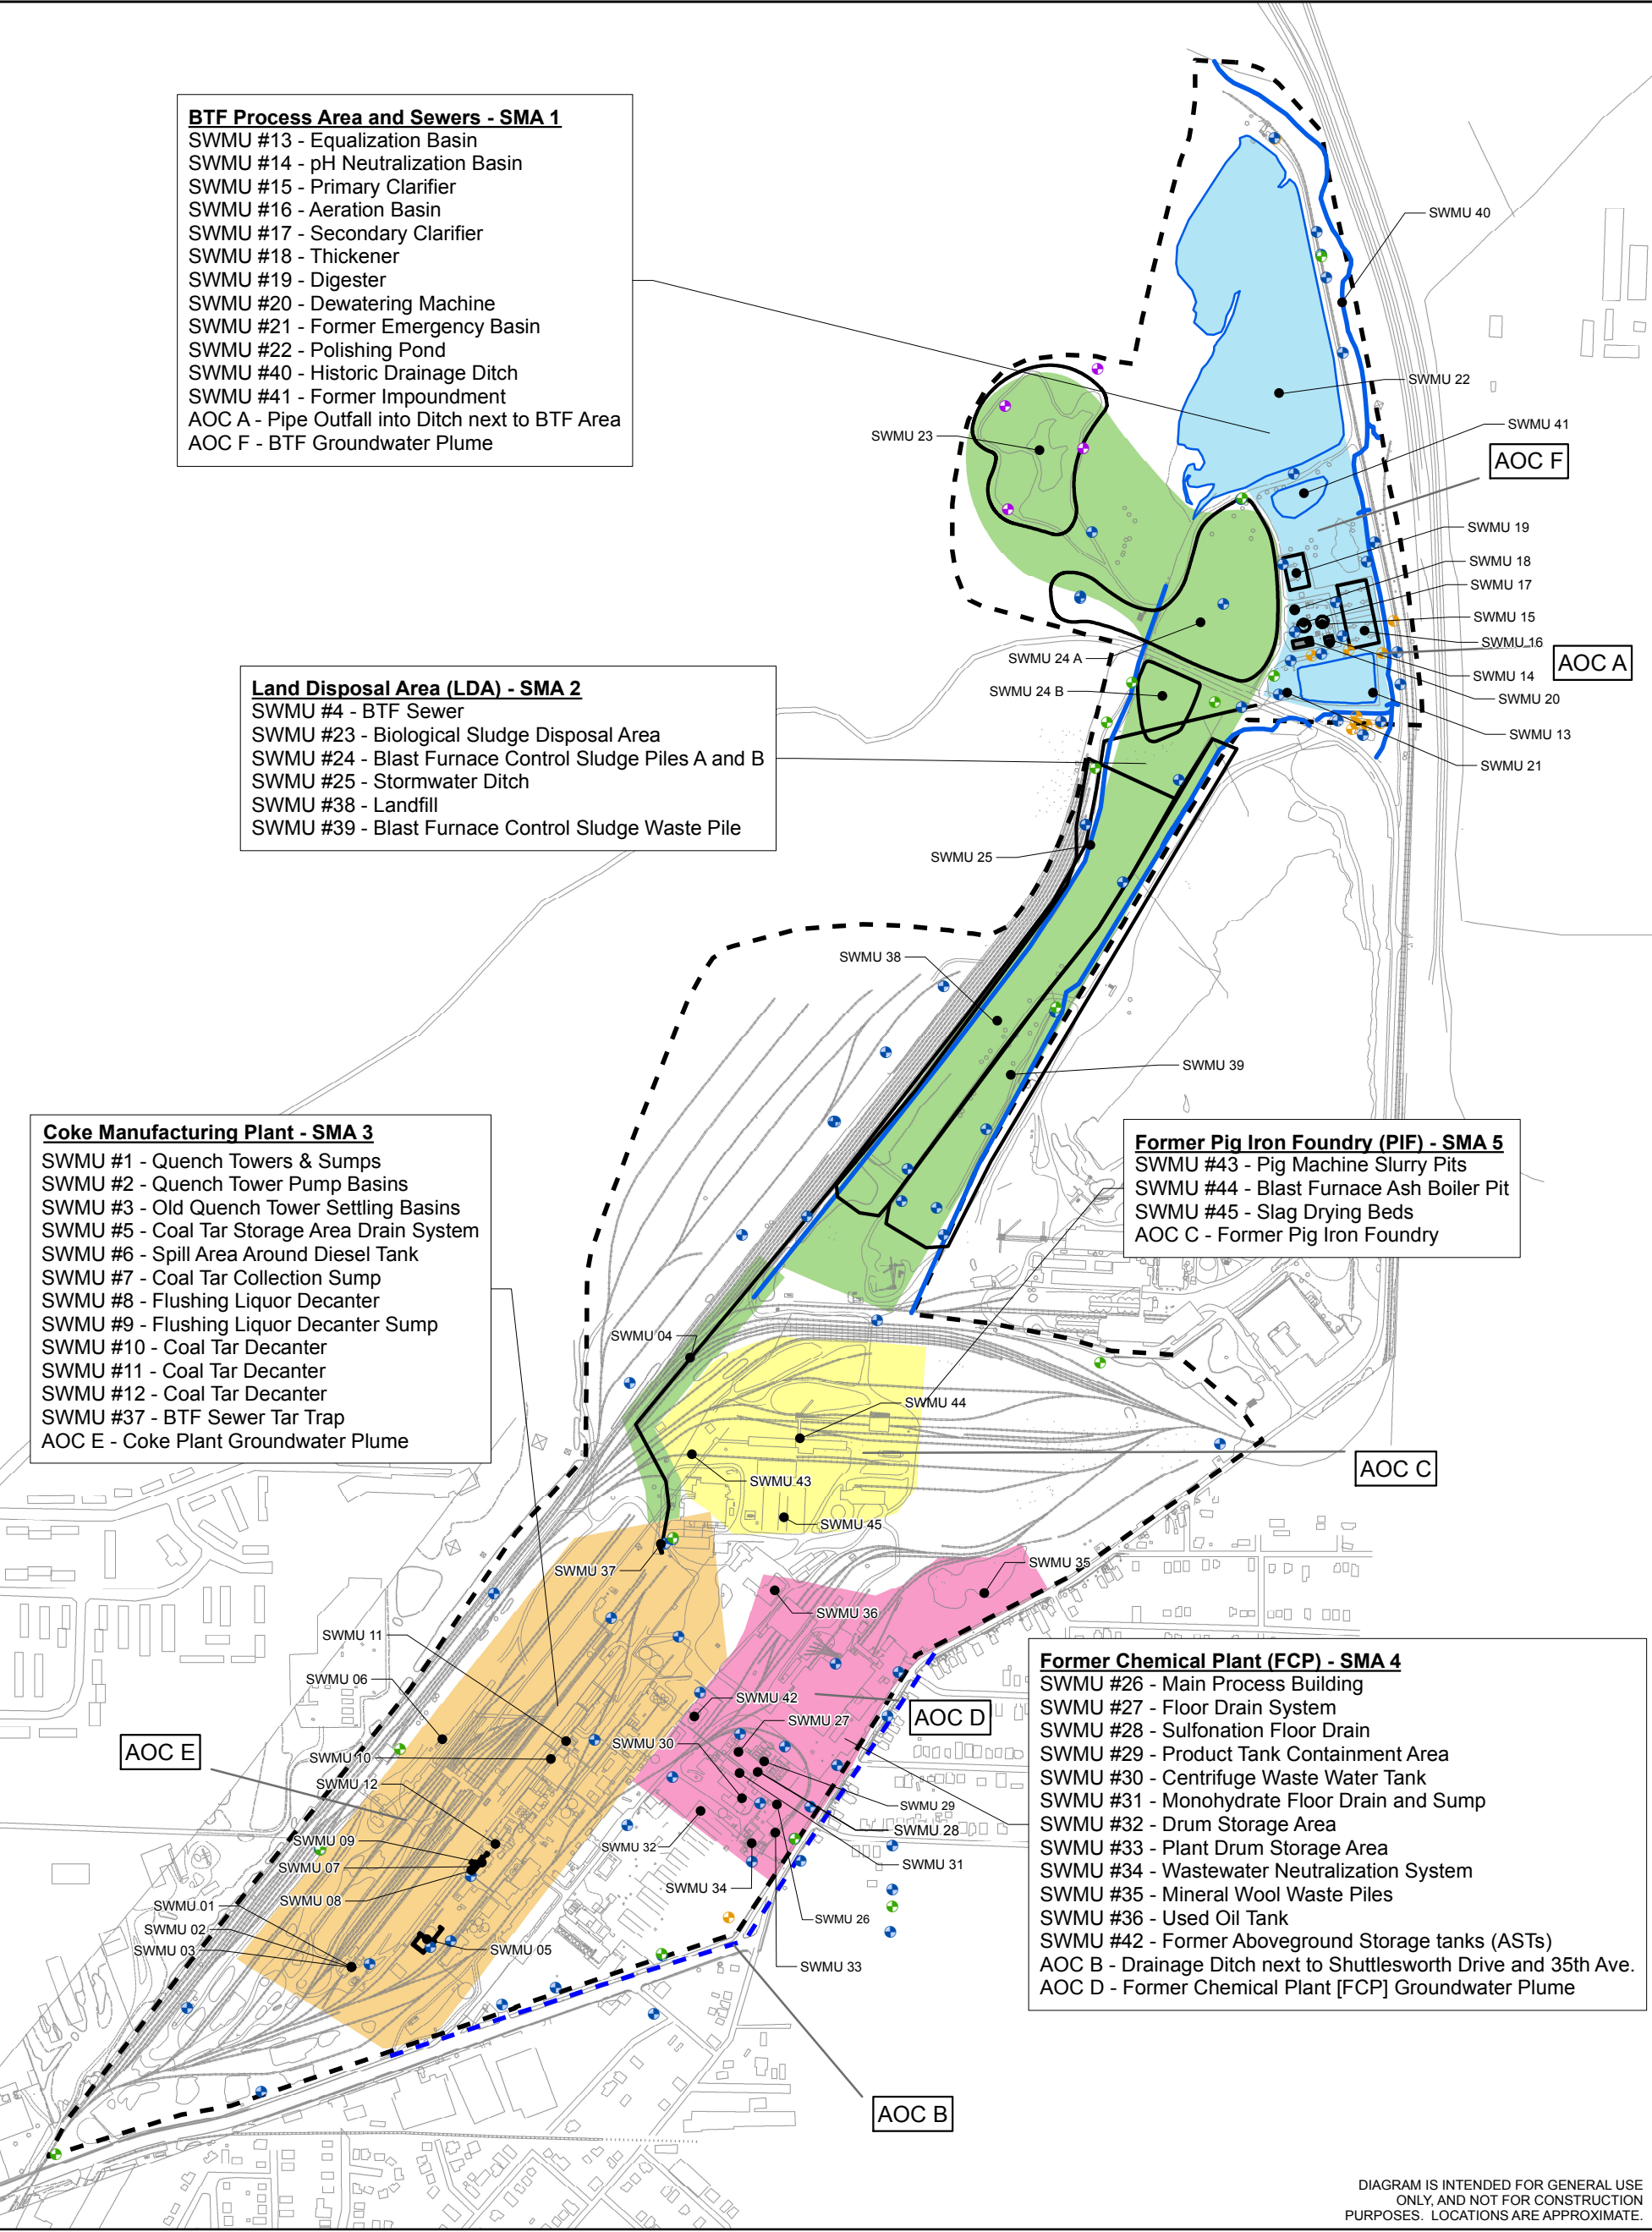 BTF Process Area and Sewers - SMA 1
SWMU #13 - Equalization Basin
SWMU #14 - pH Neutralization Basin
SWMU #15 - Primary Clarifier
SWMU #16 - Aeration Basin
SWMU #17 - Secondary Clarifier
SWMU #18 - Thickener
SWMU #19 - Digester
SWMU #20 - Dewatering Machine
SWMU #21 - Former Emergency Basin
SWMU #22 - Polishing Pond
SWMU #40 - Historic Drainage Ditch
SWMU #41 - Former Impoundment
AOC A - Pipe Outfall into Ditch next to BTF Area
AOC F - BTF Groundwater Plume
SWMU 40
SWMU 22
SWMU 41
SWMU 23
AOC F
SWMU 19
SWMU 18
SWMU 17
SWMU 15
SWMU 16
AOC A
SWMU 14
SWMU 20
SWMU 13
SWMU 21
SWMU 24 A
SWMU 24 B
Land Disposal Area (LDA) - SMA 2
SWMU #4 - BTF Sewer
SWMU #23 - Biological Sludge Disposal Area
SWMU #24 - Blast Furnace Control Sludge Piles A and B
SWMU #25 - Stormwater Ditch
SWMU #38 - Landfill
SWMU #39 - Blast Furnace Control Sludge Waste Pile
SWMU 25
SWMU 38
SWMU 39
Coke Manufacturing Plant - SMA 3
SWMU #1 - Quench Towers & Sumps
SWMU #2 - Quench Tower Pump Basins
SWMU #3 - Old Quench Tower Settling Basins
SWMU #5 - Coal Tar Storage Area Drain System
SWMU #6 - Spill Area Around Diesel Tank
SWMU #7 - Coal Tar Collection Sump
SWMU #8 - Flushing Liquor Decanter
SWMU #9 - Flushing Liquor Decanter Sump
SWMU #10 - Coal Tar Decanter
SWMU #11 - Coal Tar Decanter
SWMU #12 - Coal Tar Decanter
SWMU #37 - BTF Sewer Tar Trap
AOC E - Coke Plant Groundwater Plume
Former Pig Iron Foundry (PIF) - SMA 5
SWMU #43 - Pig Machine Slurry Pits
SWMU #44 - Blast Furnace Ash Boiler Pit
SWMU #45 - Slag Drying Beds
AOC C - Former Pig Iron Foundry
SWMU 04
SWMU 44
AOC C
SWMU 43
SWMU 45
SWMU 37
SWMU 35
SWMU 36
SWMU 11
SWMU 06
SWMU 10
SWMU 12
AOC E
SWMU 42
SWMU 27
SWMU 30
AOC D
SWMU 29
SWMU 28
SWMU 32
SWMU 31
SWMU 34
SWMU 26
SWMU 33
SWMU 09
SWMU 07
SWMU 08
SWMU 01
SWMU 02
SWMU 03
SWMU 05
Former Chemical Plant (FCP) - SMA 4
SWMU #26 - Main Process Building
SWMU #27 - Floor Drain System
SWMU #28 - Sulfonation Floor Drain
SWMU #29 - Product Tank Containment Area
SWMU #30 - Centrifuge Waste Water Tank
SWMU #31 - Monohydrate Floor Drain and Sump
SWMU #32 - Drum Storage Area
SWMU #33 - Plant Drum Storage Area
SWMU #34 - Wastewater Neutralization System
SWMU #35 - Mineral Wool Waste Piles
SWMU #36 - Used Oil Tank
SWMU #42 - Former Aboveground Storage tanks (ASTs)
AOC B - Drainage Ditch next to Shuttlesworth Drive and 35th Ave.
AOC D - Former Chemical Plant [FCP] Groundwater Plume
AOC B
DIAGRAM IS INTENDED FOR GENERAL USE
ONLY, AND NOT FOR CONSTRUCTION
PURPOSES. LOCATIONS ARE APPROXIMATE.